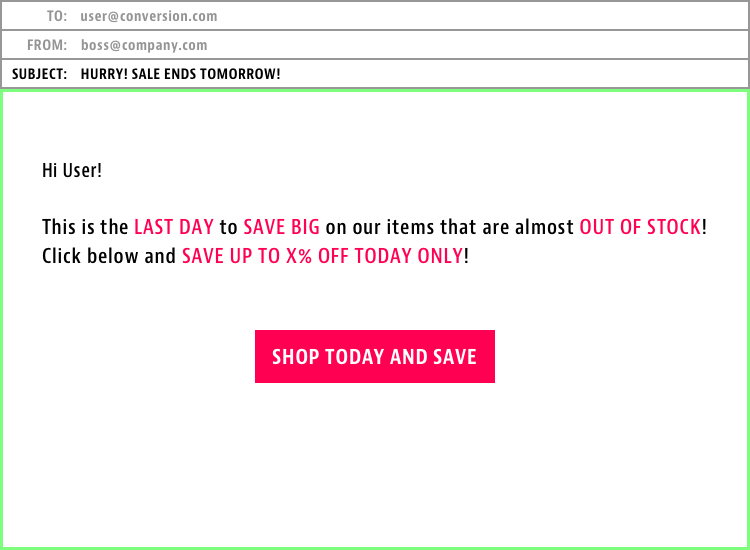 TO: user@conversion.com
FROM: boss@company.com
SUBJECT: HURRY! SALE ENDS TOMORROW!
Hi User!
This is the LAST DAY to SAVE BIG on our items that are almost OUT OF STOCK!
Click below and SAVE UP TO X% OFF TODAY ONLY!
SHOP TODAY AND SAVE